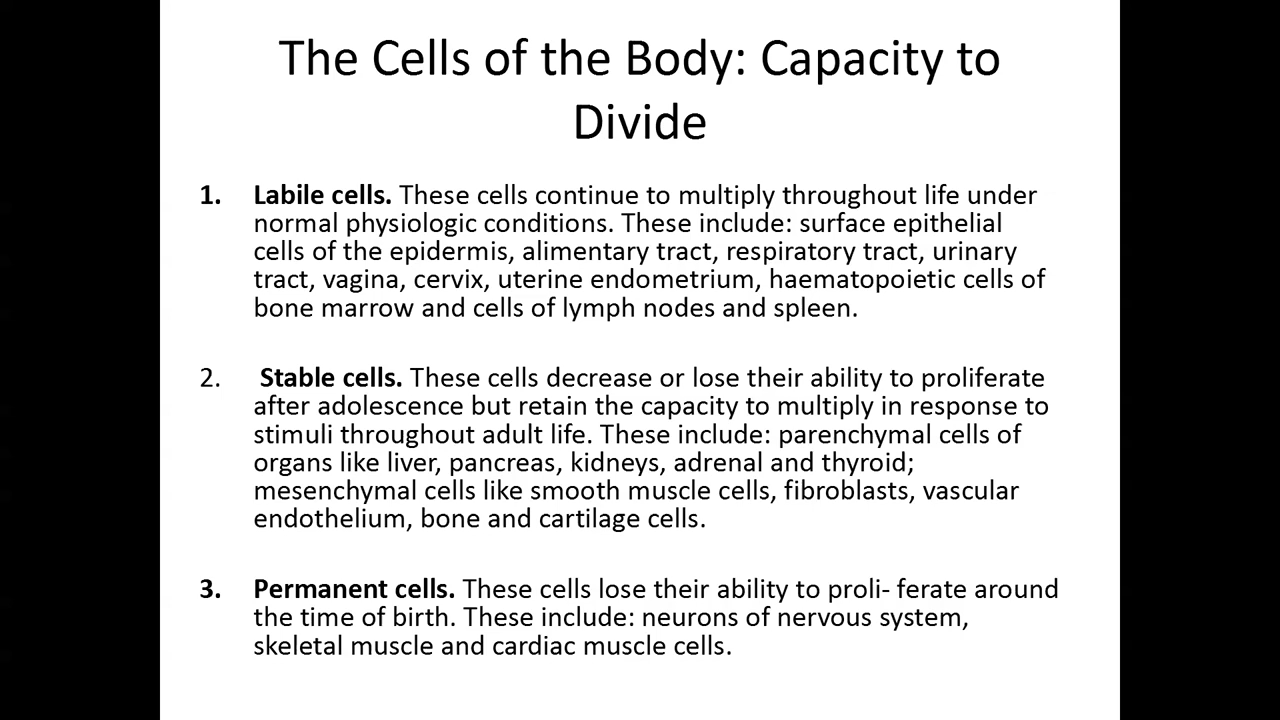 The Cells of the Body: Capacity to
Divide
1. Labile cells. These cells continue to multiply throughout life under
normal physiologic conditions. These include: surface epithelial
cells of the epidermis, alimentary tract, respiratory tract, urinary
tract, vagina, cervix, uterine endometrium, haematopoietic cells of
bone marrow and cells of lymph nodes and spleen.
2. Stable cells. These cells decrease or lose their ability to proliferate
after adolescence but retain the capacity to multiply in response to
stimuli throughout adult life. These include: parenchymal cells of
organs like liver, pancreas, kidneys, adrenal and thyroid;
mesenchymal cells like smooth muscle cells, fibroblasts, vascular
endothelium, bone and cartilage cells.
3. Permanent cells. These cells lose their ability to proli- ferate around
the time of birth. These include: neurons of nervous system,
skeletal muscle and cardiac muscle cells.